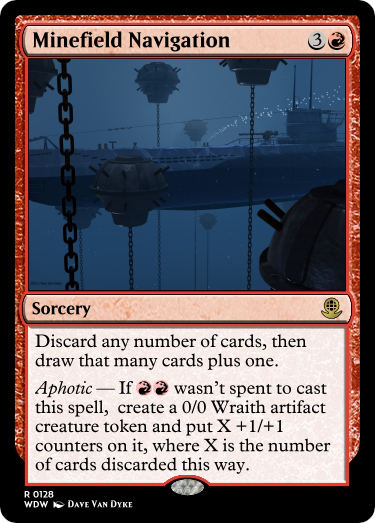 Minefield Navigation 3
Sorcery
Discard any number of cards, then
draw that many cards plus one.
Aphotic — If wasn't spent to cast
this spell,  create a 0/0 Wraith artifact
creature token and put X +1/+1
counters on it, where X is the number
of cards discarded this way.
R 0128
WDW DAVE VAN DYKE